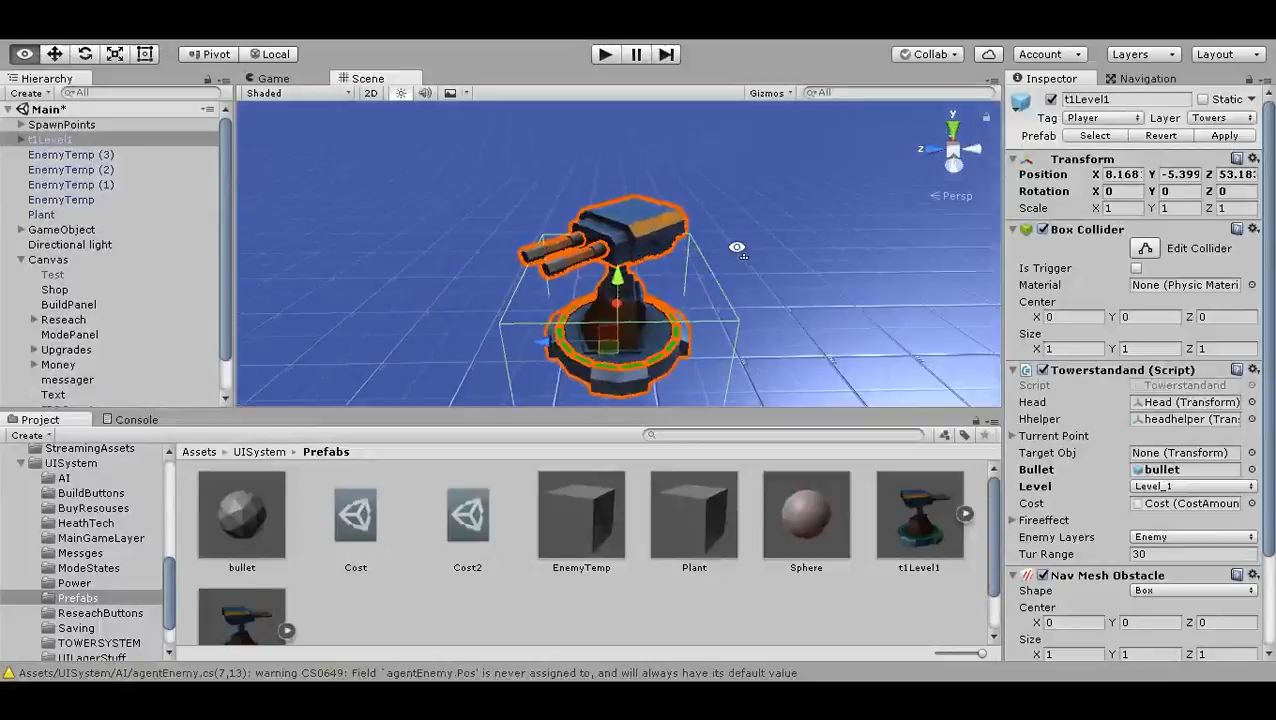 Pivot Local Collab Account Layers Layout
Hierarchy Game Scene Inspector Navigation
Create All Shaded 2D Gizmos All
Main*
SpawnPoints
t1Level1
EnemyTemp (3)
EnemyTemp (2)
EnemyTemp (1)
EnemyTemp
Plant
GameObject
Directional light
Canvas
Test
Shop
BuildPanel
Reseach
ModePanel
Upgrades
Money
messager
Text
y
z
Persp
t1Level1 Static
Tag Player Layer Towers
Prefab Select Revert Apply
Transform
Position X 8.168 Y -5.399 Z 53.18
Rotation X 0 Y 0 Z 0
Scale X 1 Y 1 Z 1
Box Collider
Edit Collider
Is Trigger
Material None (Physic Materi
Center
X 0 Y 0 Z 0
Size
X 1 Y 1 Z 1
Towerstandand (Script)
Script Towerstandand
Head Head (Transform)
Hhelper headhelper (Tran
Turrent Point
Target Obj None (Transform)
Bullet bullet
Level Level_1
Cost Cost (CostAmoun
Fireeffect
Enemy Layers Enemy
Tur Range 30
Nav Mesh Obstacle
Shape Box
Center
X 0 Y 0 Z 0
Size
X 1 Y 1 Z 1
Project Console
Create
StreamingAssets
UISystem
AI
BuildButtons
BuyResouses
HeathTech
MainGameLayer
Messges
ModeStates
Power
Prefabs
ReseachButtons
Saving
TOWERSYSTEM
UILagerStuff
Assets UISystem Prefabs
bullet Cost Cost2 EnemyTemp Plant Sphere t1Level1
Assets/UISystem/AI/agentEnemy.cs(7,13): warning CS0649: Field `agentEnemy.Pos' is never assigned to, and will always have its default value